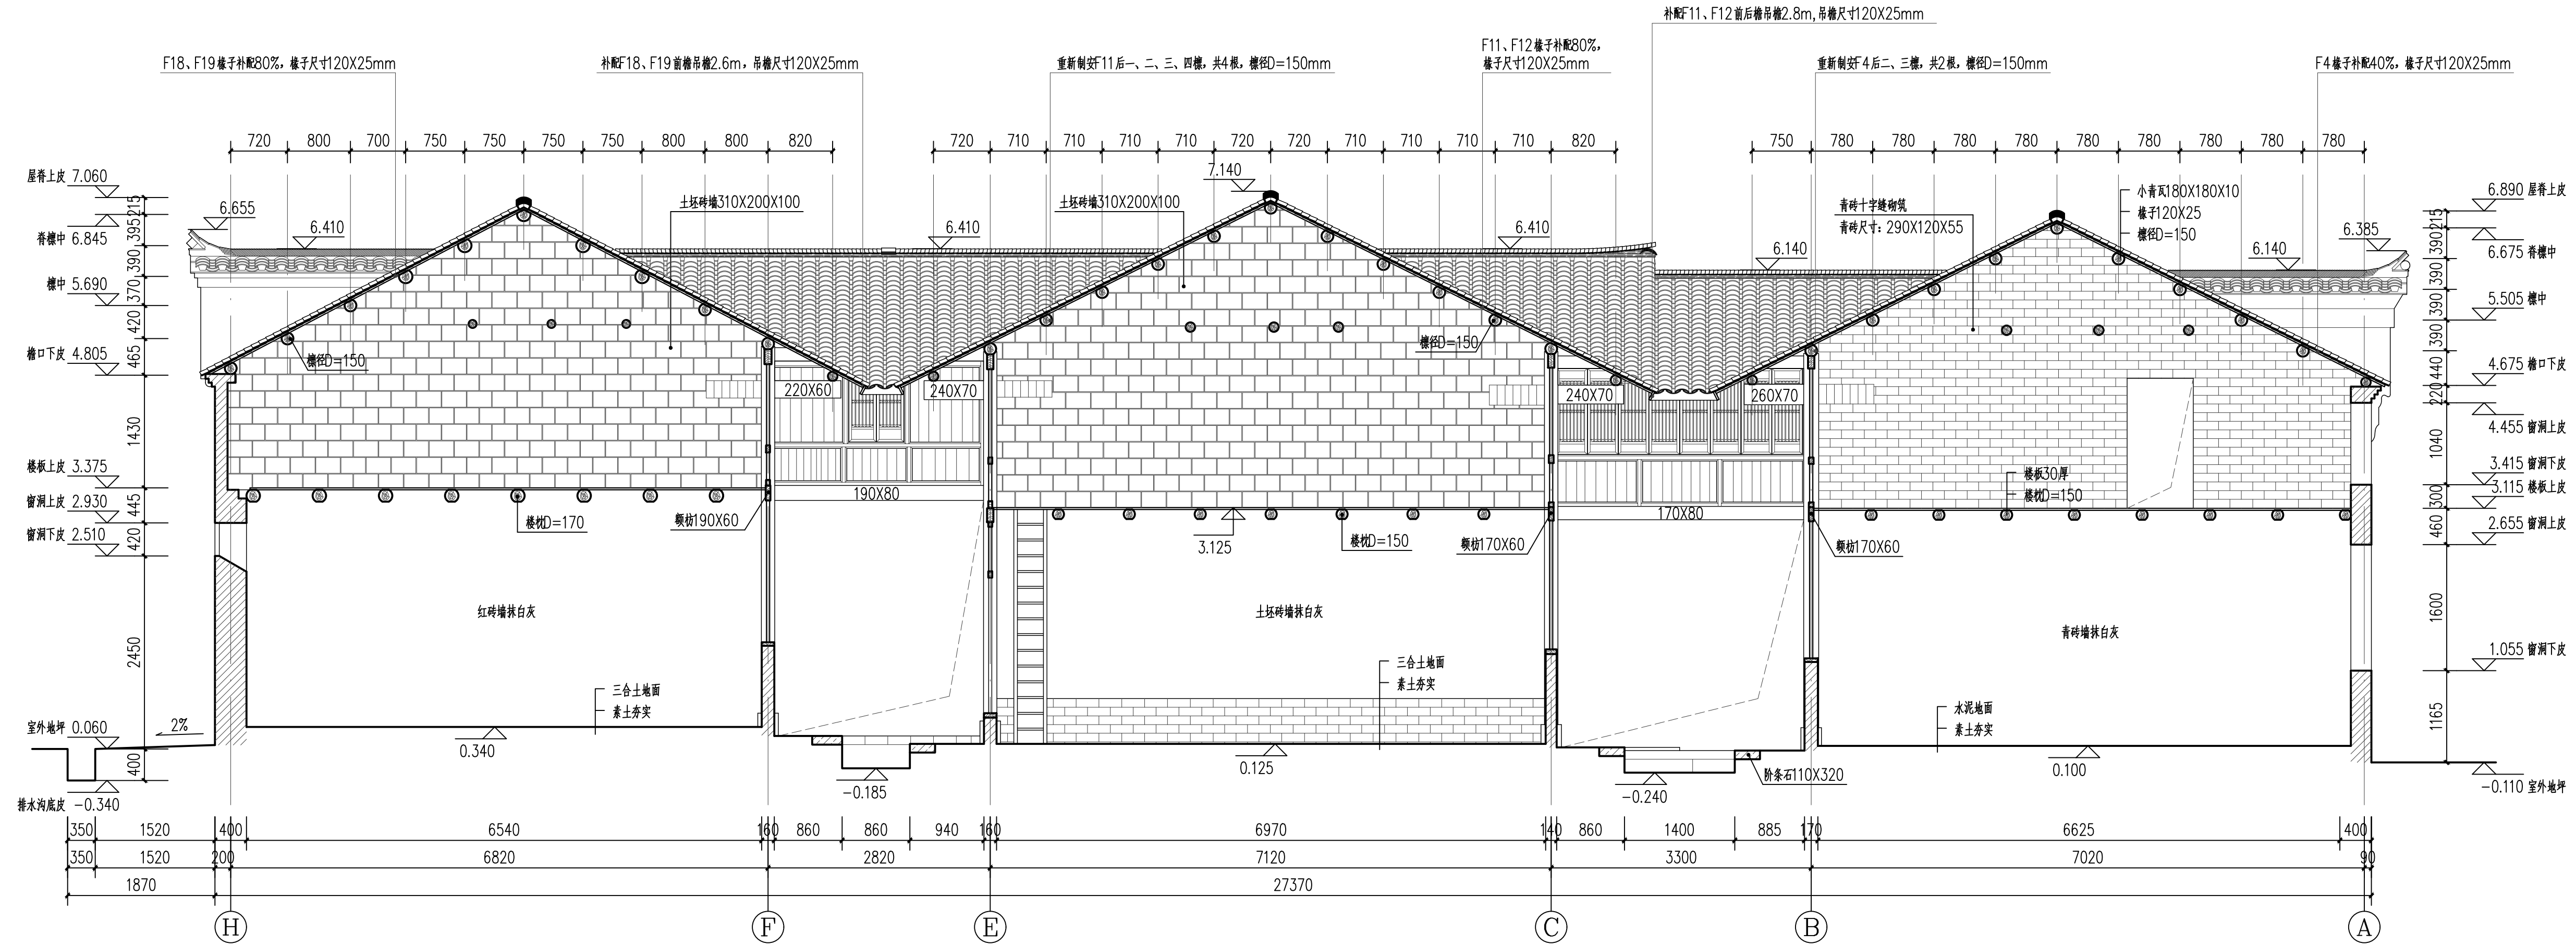 补配F11、F12前后檐吊檐2.8m,吊檐尺寸120X25mm
F18、F19椽子补配80%，椽子尺寸120X25mm
补配F18、F19前檐吊檐2.6m，吊檐尺寸120X25mm
重新制安F11后一、二、三、四檩，共4根，檩径D=150mm
F11、F12椽子补配80%，
椽子尺寸120X25mm
重新制安F4后二、三檩，共2根，檩径D=150mm
F4椽子补配40%，椽子尺寸120X25mm
720 800 700 750 750 750 750 800 800 820
720 710 710 710 710 720 720 710 710 710 710 820
750 780 780 780 780 780 780 780 780 780
屋脊上皮 7.060
脊檩中 6.845
檩中 5.690
檐口下皮 4.805
楼板上皮 3.375
窗洞上皮 2.930
窗洞下皮 2.510
室外地坪 0.060
排水沟底皮 -0.340
215
395
390
370
420
465
1430
445
420
2450
400
2%
6.655
6.410
土坯砖墙310X200X100
6.410
7.140
土坯砖墙310X200X100
6.410
6.140
青砖十字缝砌筑
青砖尺寸：290X120X55
小青瓦180X180X10
椽子120X25
檩径D=150
6.140
6.385
檩径D=150
檩径D=150
220X60
240X70
240X70
260X70
190X80
170X80
楼枕D=170
额枋190X60
3.125
楼枕D=150
额枋170X60
额枋170X60
楼板30厚
楼枕D=150
红砖墙抹白灰
土坯砖墙抹白灰
青砖墙抹白灰
三合土地面
素土夯实
三合土地面
素土夯实
水泥地面
素土夯实
0.340
-0.185
0.125
-0.240
阶条石110X320
0.100
6.890 屋脊上皮
6.675 脊檩中
5.505 檩中
4.675 檐口下皮
4.455 窗洞上皮
3.415 窗洞下皮
3.115 楼板上皮
2.655 窗洞上皮
1.055 窗洞下皮
-0.110 室外地坪
215
390
390
390
390
440
220
1040
300
460
1600
1165
350 1520 400 6540 160 860 860 940 160 6970 140 860 1400 885 170 6625 400
350 1520 200 6820 2820 7120 3300 7020 90
1870 27370
H F E C B A